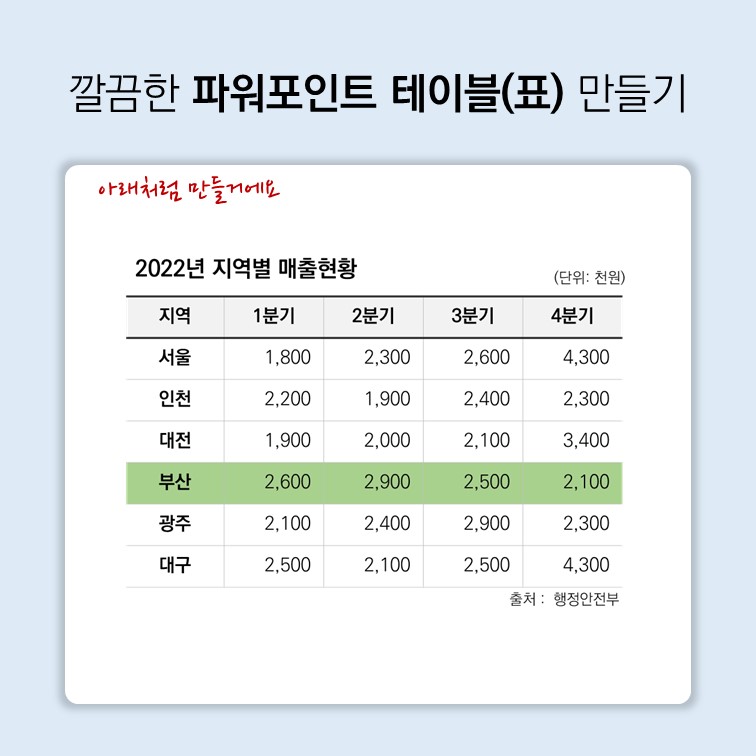 깔끔한 파워포인트 테이블(표) 만들기
아래처럼 만들거에요
2022년 지역별 매출현황
(단위: 천원)
지역 1분기 2분기 3분기 4분기
서울 1,800 2,300 2,600 4,300
인천 2,200 1,900 2,400 2,300
대전 1,900 2,000 2,100 3,400
부산 2,600 2,900 2,500 2,100
광주 2,100 2,400 2,900 2,300
대구 2,500 2,100 2,500 4,300
출처 : 행정안전부